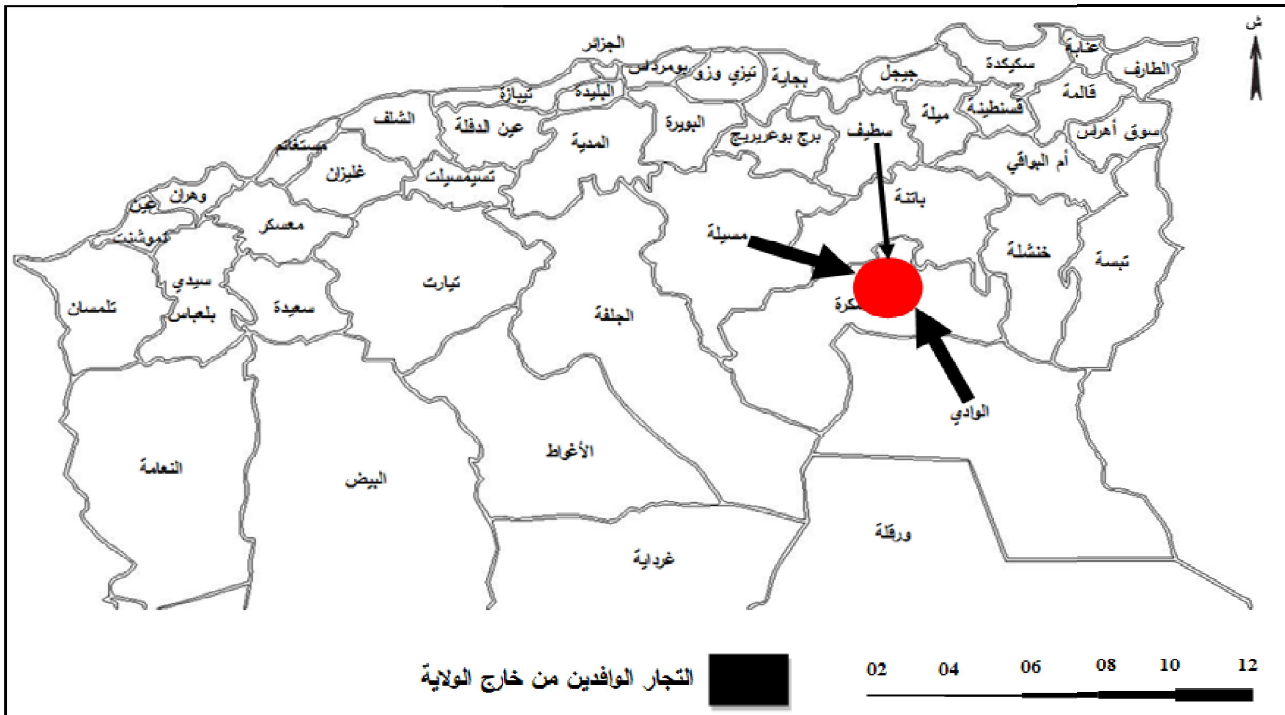 ش
الجزائر
عنابة
سكيكدة
الطارف
جيجل
بجاية
تيزي وزو
بومرداس
البليدة
تيبازة
قالمة
قسنطينة
ميلة
سطيف
برج بوعريريج
البويرة
المدية
عين الدفلة
الشلف
سوق أهراس
أم البواقي
مستغانم
غليزان
تسيمسيلت
وهران
عين
تموشنت
معسكر
باتنة
مسيلة
خنشلة
تبسة
تلمسان
سيدي
بلعباس
سعيدة
تيارت
الجلفة
سكرة
الوادي
النعامة
البيض
الأغواط
غرداية
ورقلة
التجار الوافدين من خارج الولاية
02 04 06 08 10 12